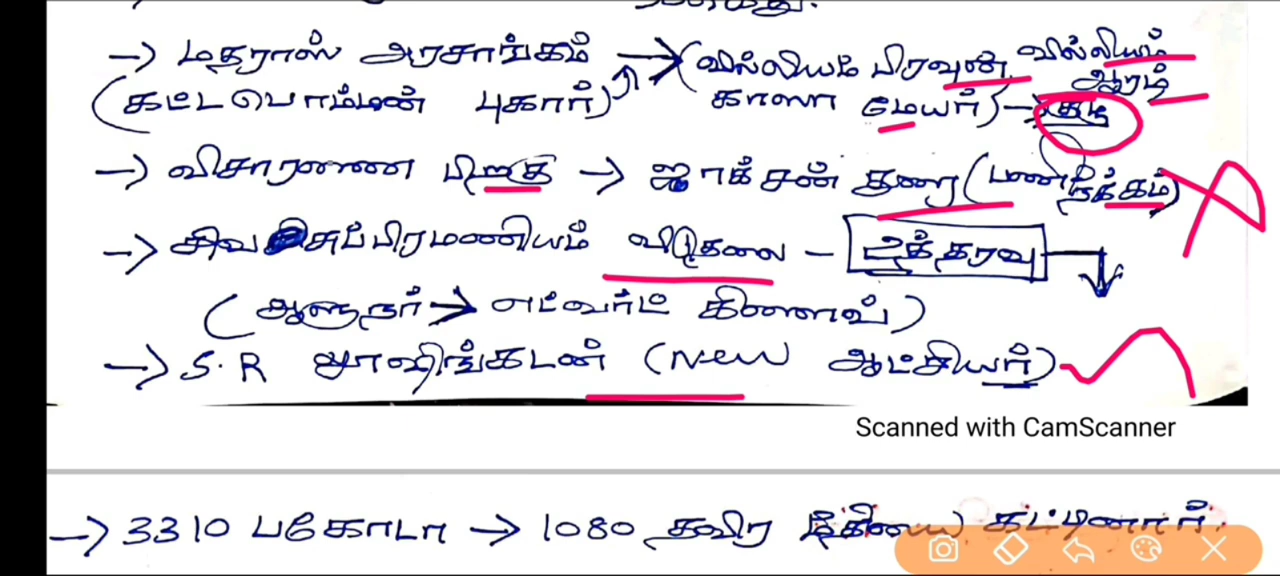 → மதராஸ் அரசாங்கம் → (வில்லியம் பிரவுன், வில்லியம் ஆரம்
(கட்டபொம்மன் புகார்) காஸா மேயர்) →
→ விசாரணை பிறகு → ஜாக்சன் துரை (பணி நீக்கம்)
→ சிவ சுப்பிரமணியம் விடுதலை – உத்தரவு
(ஆளுநர் → எட்வர்ட் கிளைவ்)
→ S.R லூஷிங்டன் (New ஆட்சியர்)
Scanned with CamScanner
→ 3310 பகோடா → 1080 தவிர கட்டினார்.